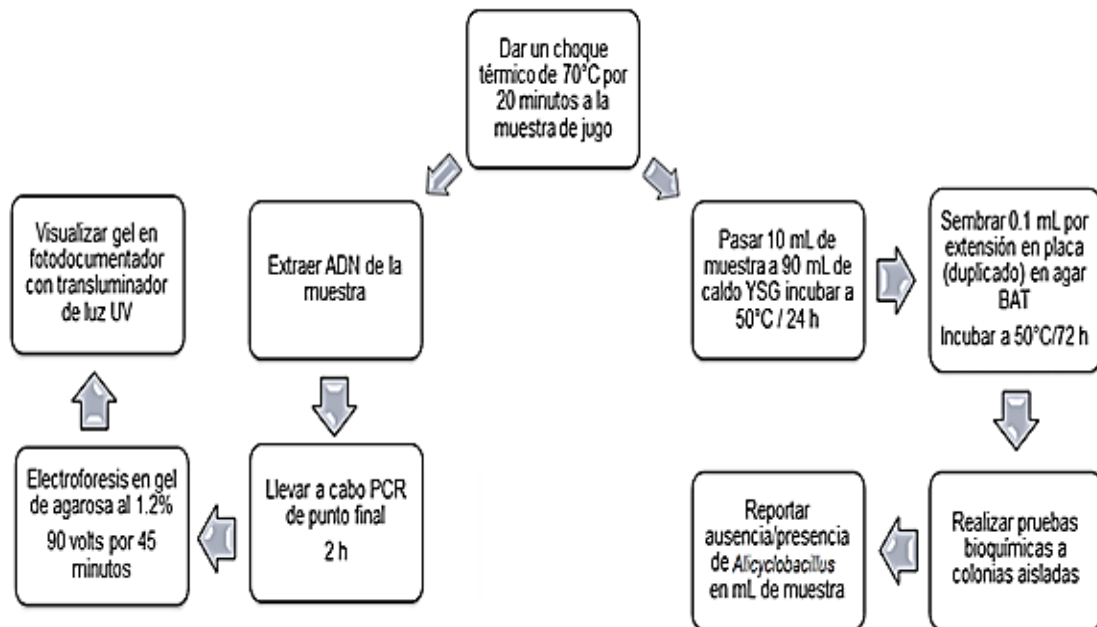 Dar un choque
térmico de 70°C por
20 minutos a la
muestra de jugo
Extraer ADN de la
muestra
Llevar a cabo PCR
de punto final
2 h
Electroforesis en gel
de agarosa al 1.2%
90 volts por 45
minutos
Visualizar gel en
fotodocumentador
con transluminador
de luz UV
Pasar 10 mL de
muestra a 90 mL de
caldo YSG incubar a
50°C / 24 h
Sembrar 0.1 mL por
extensión en placa
(duplicado) en agar
BAT
Incubar a 50°C/72 h
Realizar pruebas
bioquímicas a
colonias aisladas
Reportar
ausencia/presencia
de Alicyclobacillus
en mL de muestra